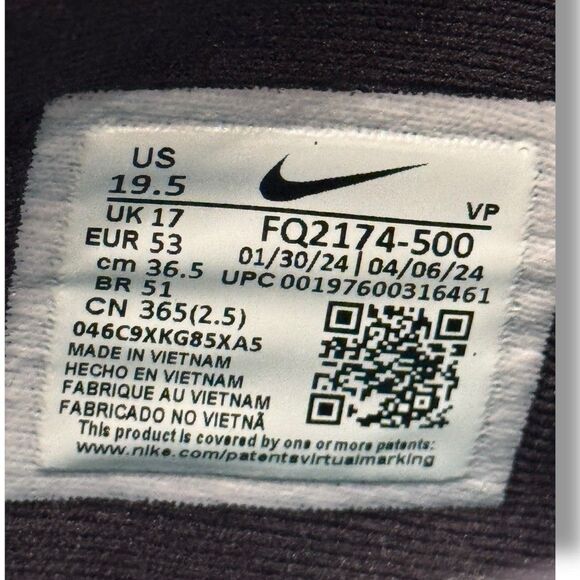 US
19.5
UK 17
EUR 53
cm 36.5
BR 51
CN 365(2.5)
VP
FQ2174-500
01/30/24 | 04/06/24
UPC 00197600316461
046C9XKG85XA5
MADE IN VIETNAM
HECHO EN VIETNAM
FABRIQUE AU VIETNAM
FABRICADO NO VIETNÃ
This product is covered by one or more patents:
www.nike.com/patentsvirtualmarking